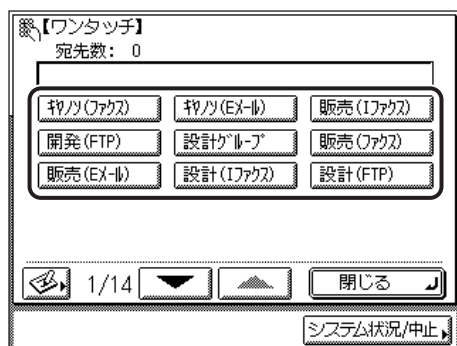 【ワンタッチ】
宛先数: 0
ｷﾔﾉﾝ(ﾌｧｸｽ) ｷﾔﾉﾝ(Eﾒｰﾙ) 販売(Iﾌｧｸｽ)
開発(FTP) 設計ｸﾞﾙｰﾌﾟ 販売(ﾌｧｸｽ)
販売(Eﾒｰﾙ) 設計(Iﾌｧｸｽ) 設計(FTP)
1/14 閉じる
システム状況/中止